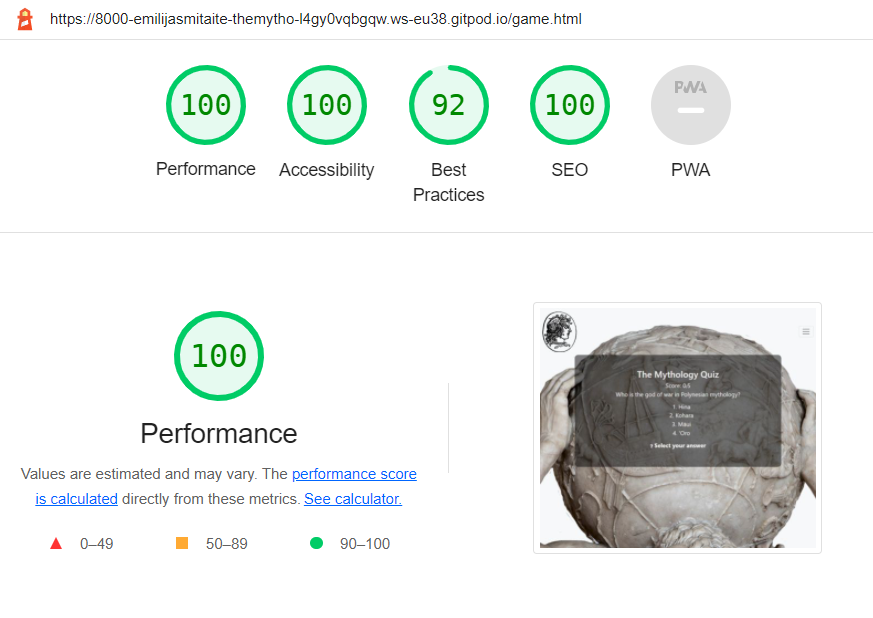 https://8000-emilijasmitaite-themytho-l4gy0vqbgqw.ws-eu38.gitpod.io/game.html
100
100
92
100
PWA
Performance
Accessibility
Best
Practices
SEO
PWA
100
Performance
Values are estimated and may vary. The performance score
is calculated directly from these metrics. See calculator.
0–49
50–89
90–100
The Mythology Quiz
Score: 0/5
Who is the god of war in Polynesian mythology?
1. Hina
2. Kohara
3. Maui
4. 'Oro
Select your answer